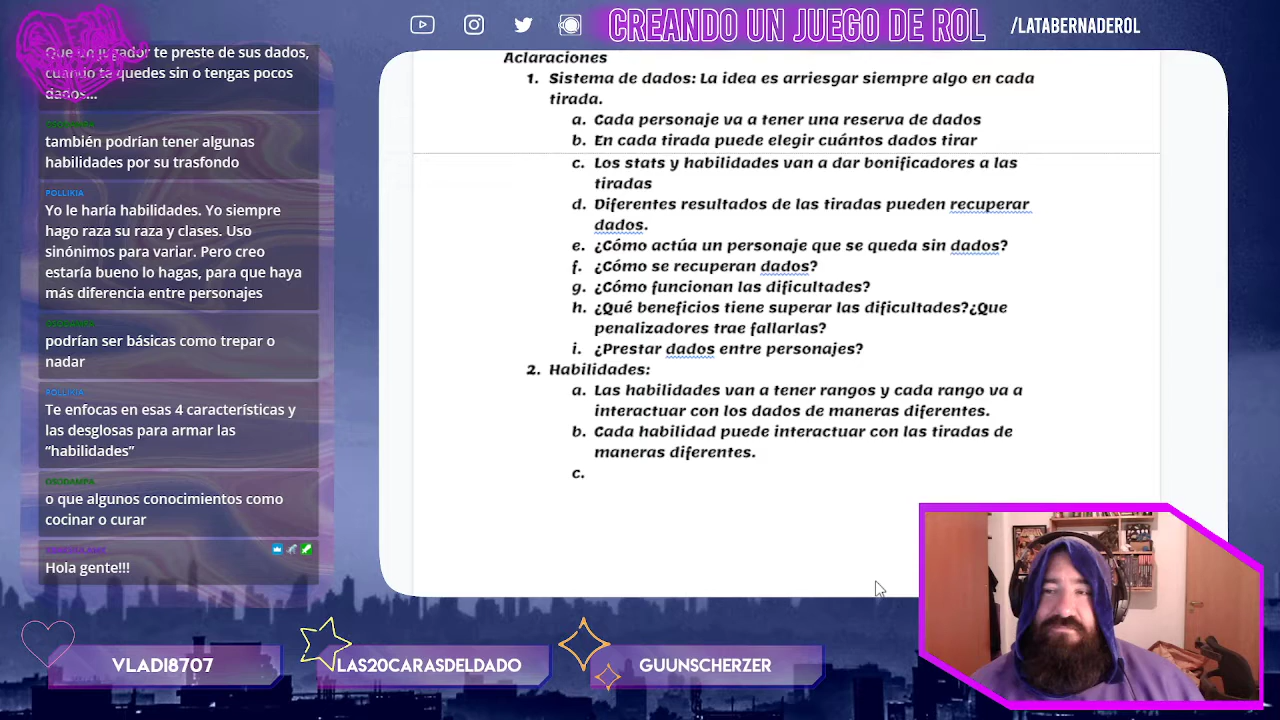 CREANDO UN JUEGO DE ROL
/LATABERNADEROL
Que un jugador te preste de sus dados,
cuando te quedes sin o tengas pocos
dados...
OSODAMPA
también podrían tener algunas
habilidades por su trasfondo
POLLIKIA
Yo le haría habilidades. Yo siempre
hago raza su raza y clases. Uso
sinónimos para variar. Pero creo
estaría bueno lo hagas, para que haya
más diferencia entre personajes
OSODAMPA
podrían ser básicas como trepar o
nadar
POLLIKIA
Te enfocas en esas 4 características y
las desglosas para armar las
“habilidades”
OSODAMPA
o que algunos conocimientos como
cocinar o curar
Hola gente!!!
Aclaraciones
1. Sistema de dados: La idea es arriesgar siempre algo en cada
tirada.
a. Cada personaje va a tener una reserva de dados
b. En cada tirada puede elegir cuántos dados tirar
c. Los stats y habilidades van a dar bonificadores a las
tiradas
d. Diferentes resultados de las tiradas pueden recuperar
dados.
e. ¿Cómo actúa un personaje que se queda sin dados?
f. ¿Cómo se recuperan dados?
g. ¿Cómo funcionan las dificultades?
h. ¿Qué beneficios tiene superar las dificultades?¿Que
penalizadores trae fallarlas?
i. ¿Prestar dados entre personajes?
2. Habilidades:
a. Las habilidades van a tener rangos y cada rango va a
interactuar con los dados de maneras diferentes.
b. Cada habilidad puede interactuar con las tiradas de
maneras diferentes.
c.
VLADI8707
LAS20CARASDELDADO
GUUNSCHERZER